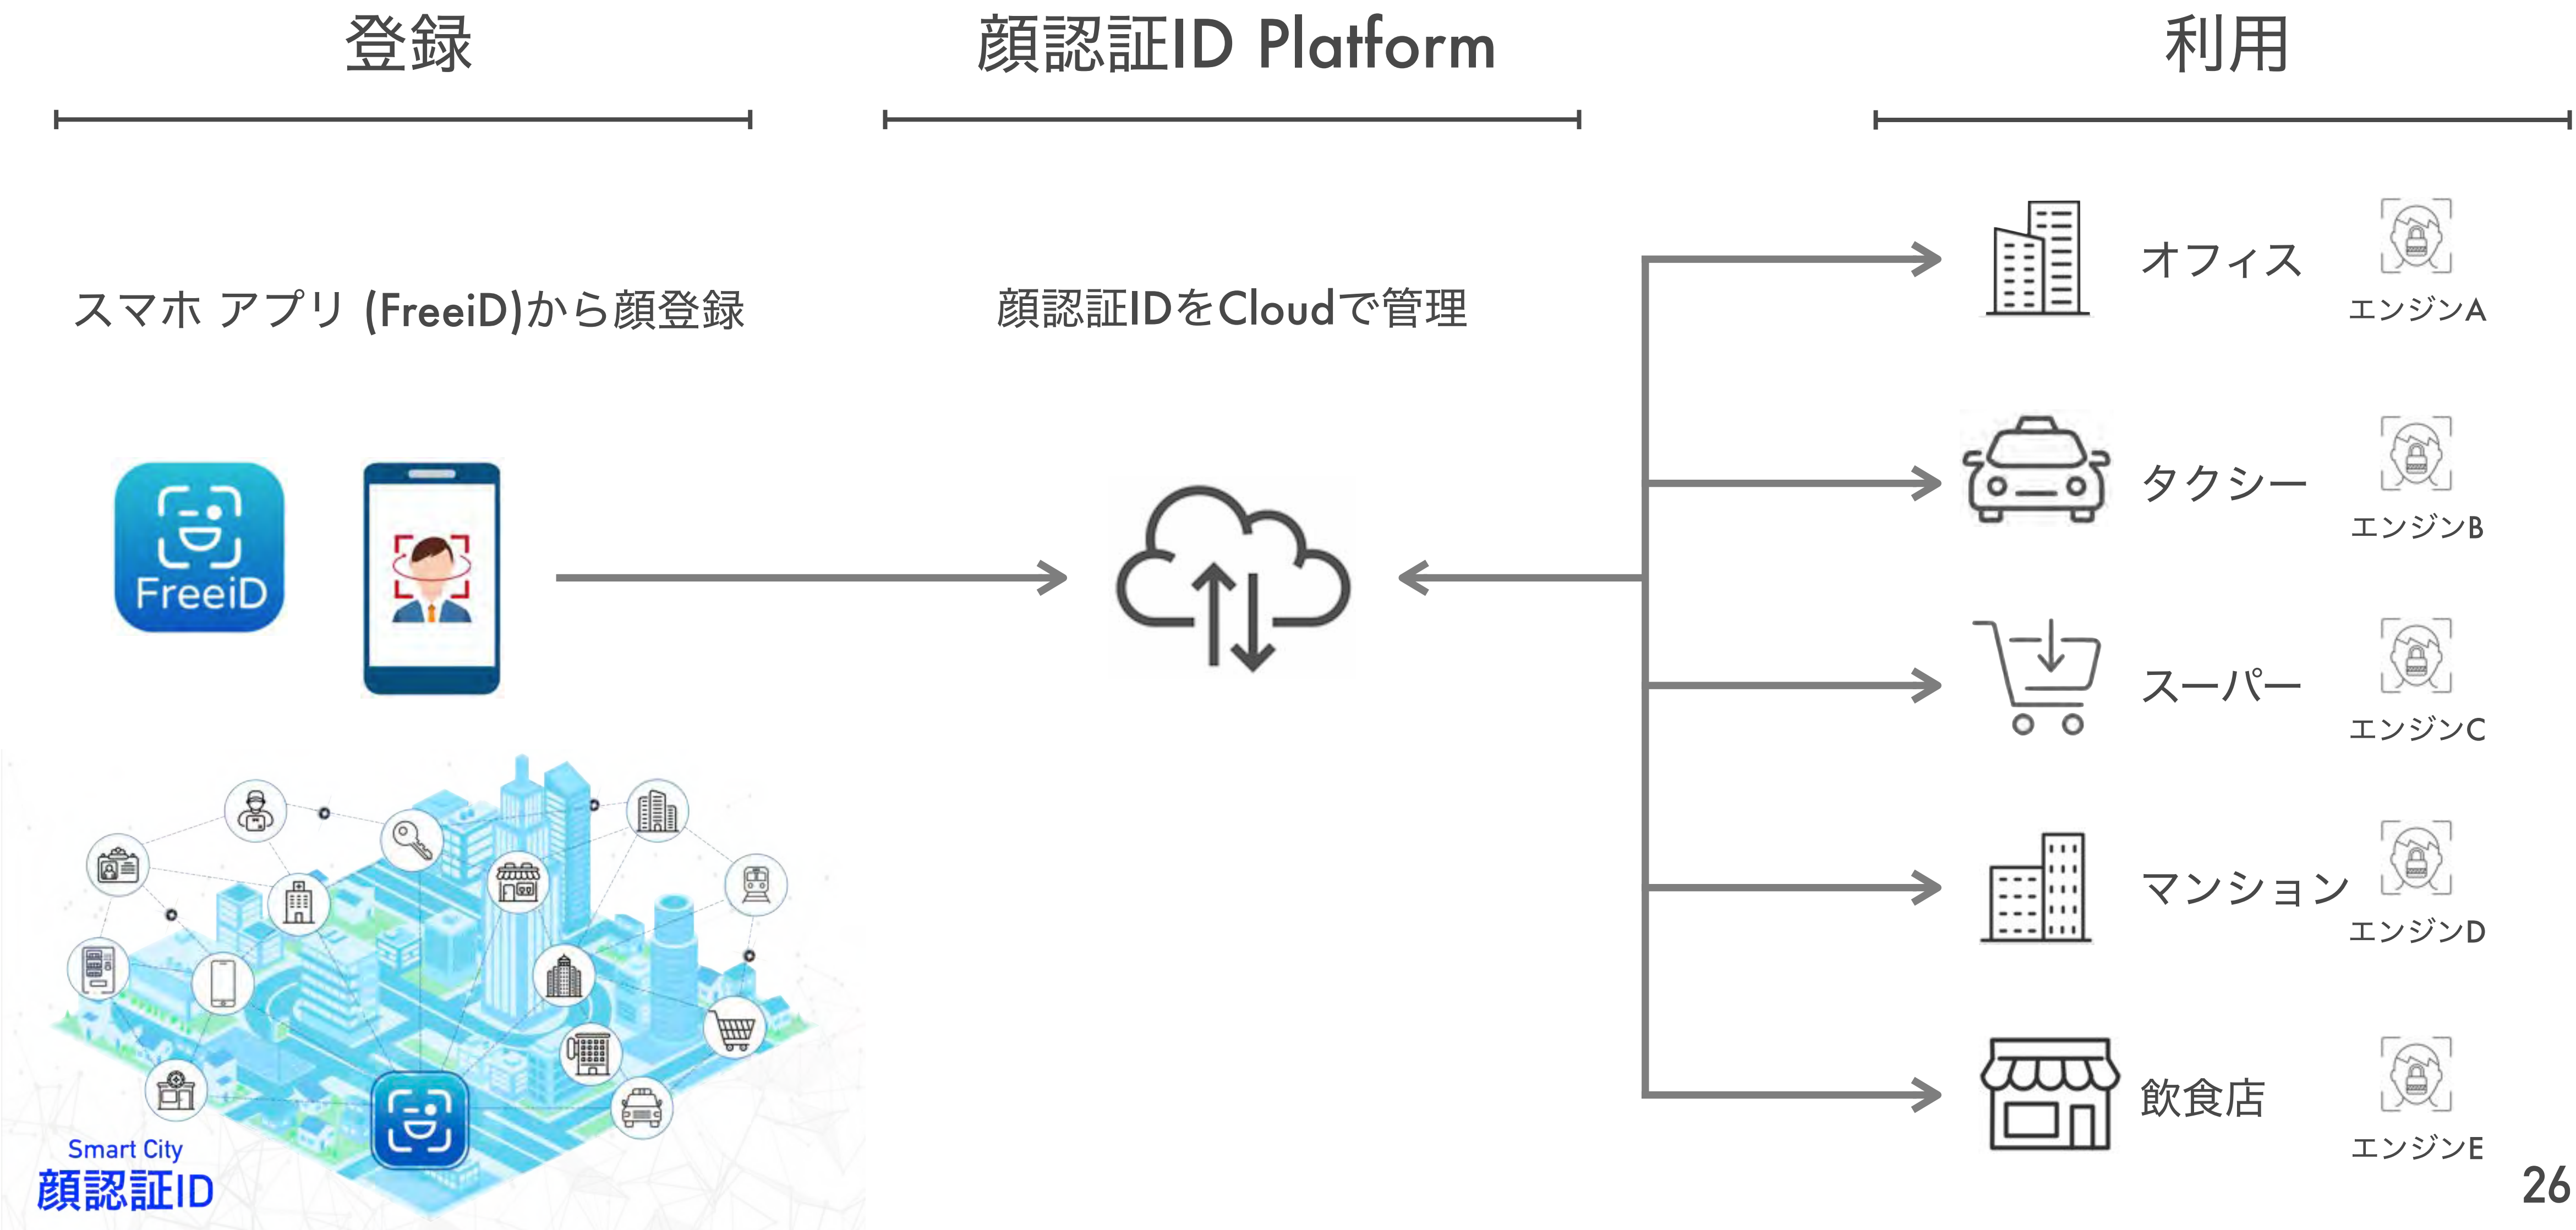 登録
顔認証ID Platform
利用
スマホ アプリ (FreeiD)から顔登録
顔認証IDをCloudで管理
FreeiD
オフィス
エンジンA
タクシー
エンジンB
スーパー
エンジンC
マンション
エンジンD
飲食店
エンジンE
Smart City
顔認証ID
26